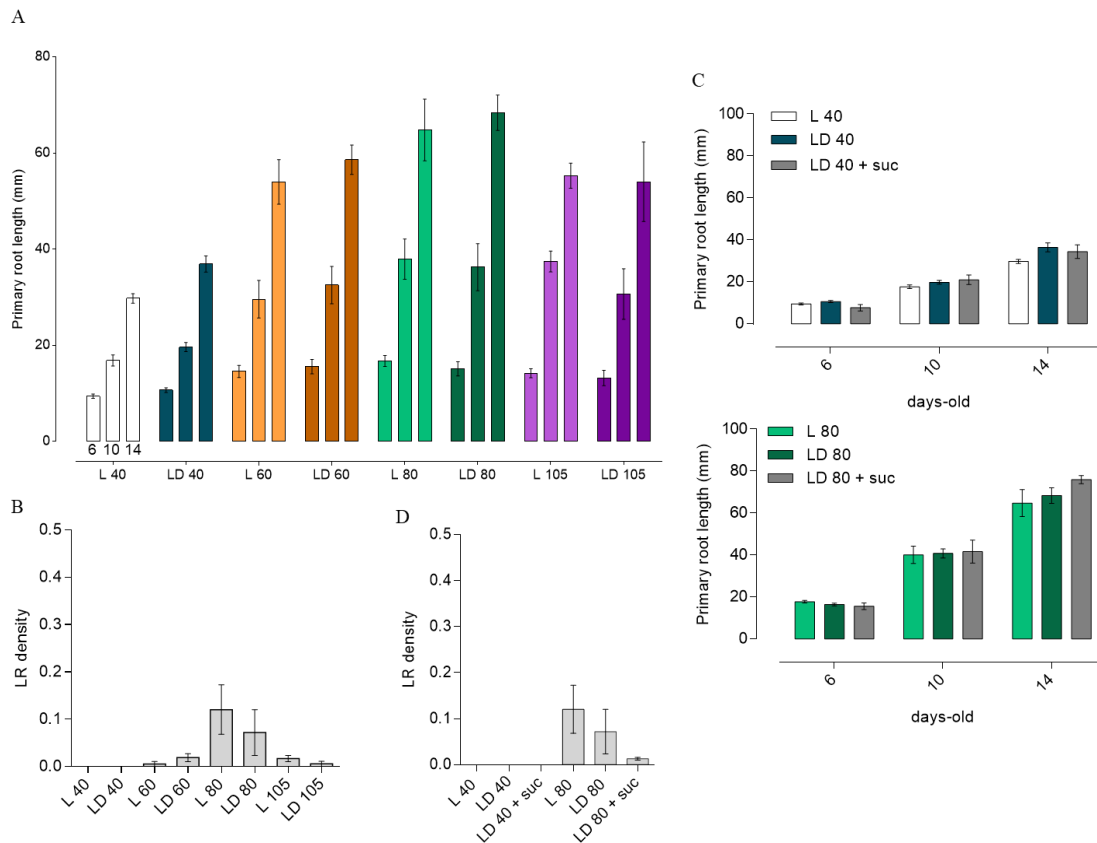 A
Primary root length (mm)
80
60
40
20
0
6 10 14
L 40 LD 40 L 60 LD 60 L 80 LD 80 L 105 LD 105
B
LR density
0.5
0.4
0.3
0.2
0.1
0.0
L 40 LD 40 L 60 LD 60 L 80 LD 80 L 105 LD 105
D
LR density
0.5
0.4
0.3
0.2
0.1
0.0
L 40 LD 40 LD 40 + suc L 80 LD 80 LD 80 + suc
C
L 40
LD 40
LD 40 + suc
Primary root length (mm)
100
80
60
40
20
0
6 10 14
days-old
L 80
LD 80
LD 80 + suc
Primary root length (mm)
100
80
60
40
20
0
6 10 14
days-old